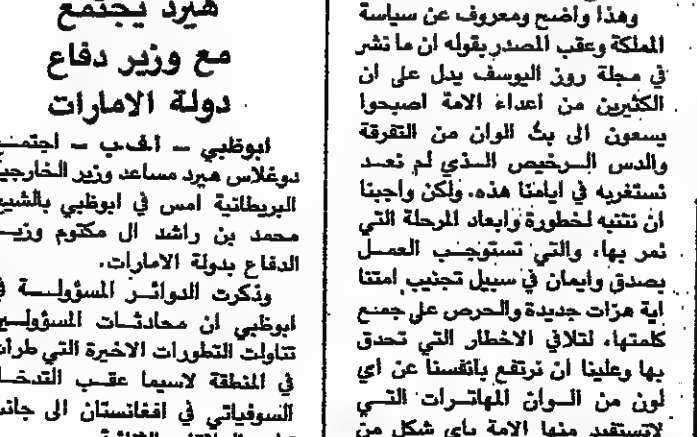 وهذا واضح ومعروف عن سياسة
المملكة وعقب المصدر بقوله ان ما نشر
في مجلة روز اليوسف يدل على ان
الكثيرين من اعداء الامة اصبحوا
يسعون الى بث الوان من التفرقة
والدس الرخيص الذي لم تعد
تستغربه في ايامنا هذه. ولكن واجبنا
ان نتنبه لخطورة وابعاد المرحلة التي
نمر بها، والتي تستوجب العمل
بصدق وايمان في سبيل تجنيب امتنا
اية هزات جديدة والحرص على جمع
كلمتها، لتلافي الاخطار التي تحدق
بها وعلينا ان نرتفع بانفسنا عن اي
لون من الوان المهاترات التي
لاتستفيد منها الامة باي شكل من
هيرد يجتمع
مع وزير دفاع
دولة الامارات
ابوظبي - ا.ف.ب - اجتمع
دوغلاس هيرد مساعد وزير الخارجية
البريطانية امس في ابوظبي بالشيخ
محمد بن راشد ال مكتوم وزير
الدفاع بدولة الامارات.
وذكرت الدوائر المسؤولة في
ابوظبي ان محادثات المسؤولين
تناولت التطورات الاخيرة التي طرات
في المنطقة لاسيما عقب التدخل
السوفياتي في افغانستان الى جانب